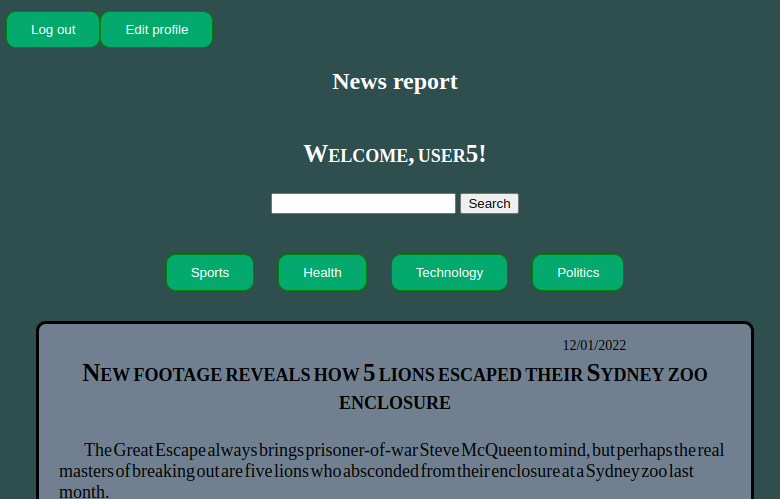 Log out Edit profile
News report
Welcome, user5!
Search
Sports Health Technology Politics
12/01/2022
New footage reveals how 5 lions escaped their Sydney zoo
enclosure
The Great Escape always brings prisoner-of-war Steve McQueen to mind, but perhaps the real
masters of breaking out are five lions who absconded from their enclosure at a Sydney zoo last
month.